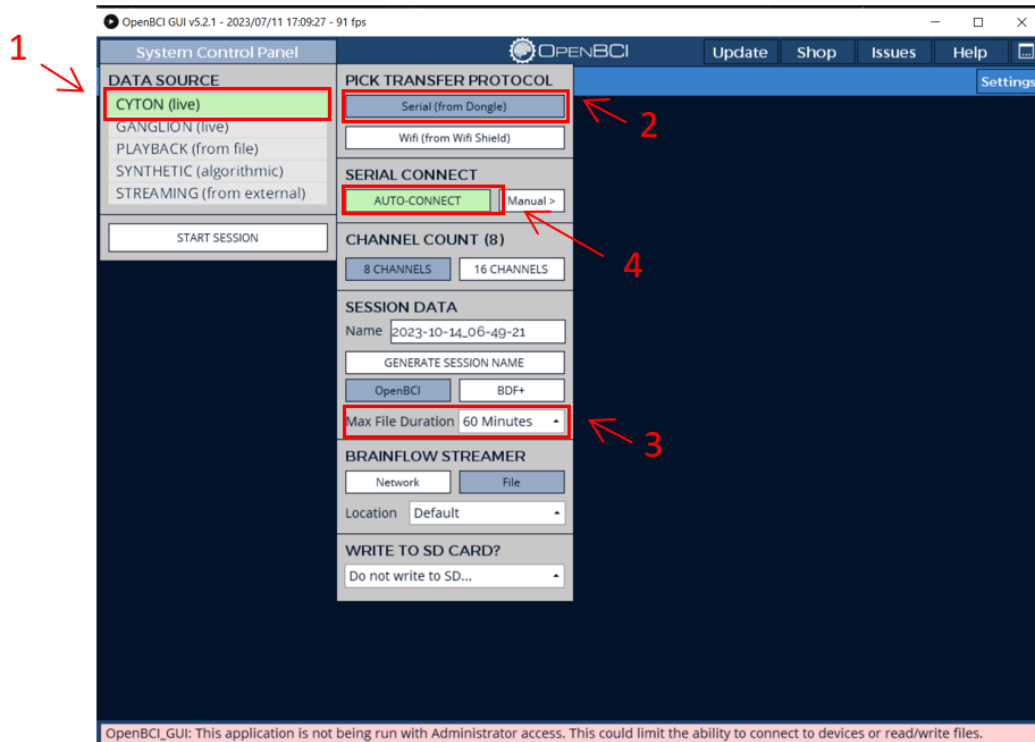 OpenBCI GUI v5.2.1 - 2023/07/11 17:09:27 - 91 fps
System Control Panel
OPENBCI
Update
Shop
Issues
Help
Settings
1
DATA SOURCE
CYTON (live)
GANGLION (live)
PLAYBACK (from file)
SYNTHETIC (algorithmic)
STREAMING (from external)
START SESSION
PICK TRANSFER PROTOCOL
Serial (from Dongle)
2
Wifi (from Wifi Shield)
SERIAL CONNECT
AUTO-CONNECT
Manual >
4
CHANNEL COUNT (8)
8 CHANNELS
16 CHANNELS
SESSION DATA
Name 2023-10-14_06-49-21
GENERATE SESSION NAME
OpenBCI
BDF+
Max File Duration 60 Minutes
3
BRAINFLOW STREAMER
Network
File
Location Default
WRITE TO SD CARD?
Do not write to SD...
OpenBCI_GUI: This application is not being run with Administrator access. This could limit the ability to connect to devices or read/write files.